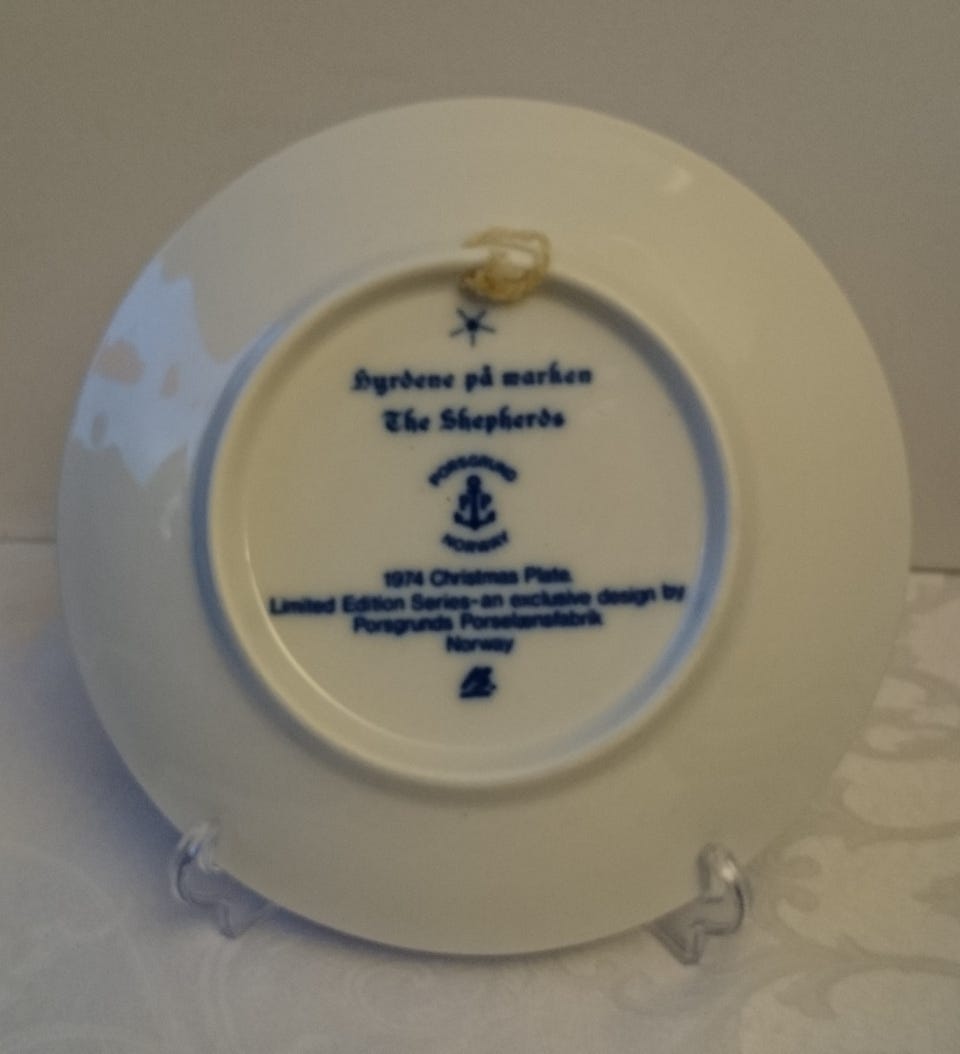 Hyrdene på marken
The Shepherds
PORSGRUND
NORWAY
1974 Christmas Plate.
Limited Edition Series-an exclusive design by
Porsgrunds Porselænsfabrik
Norway